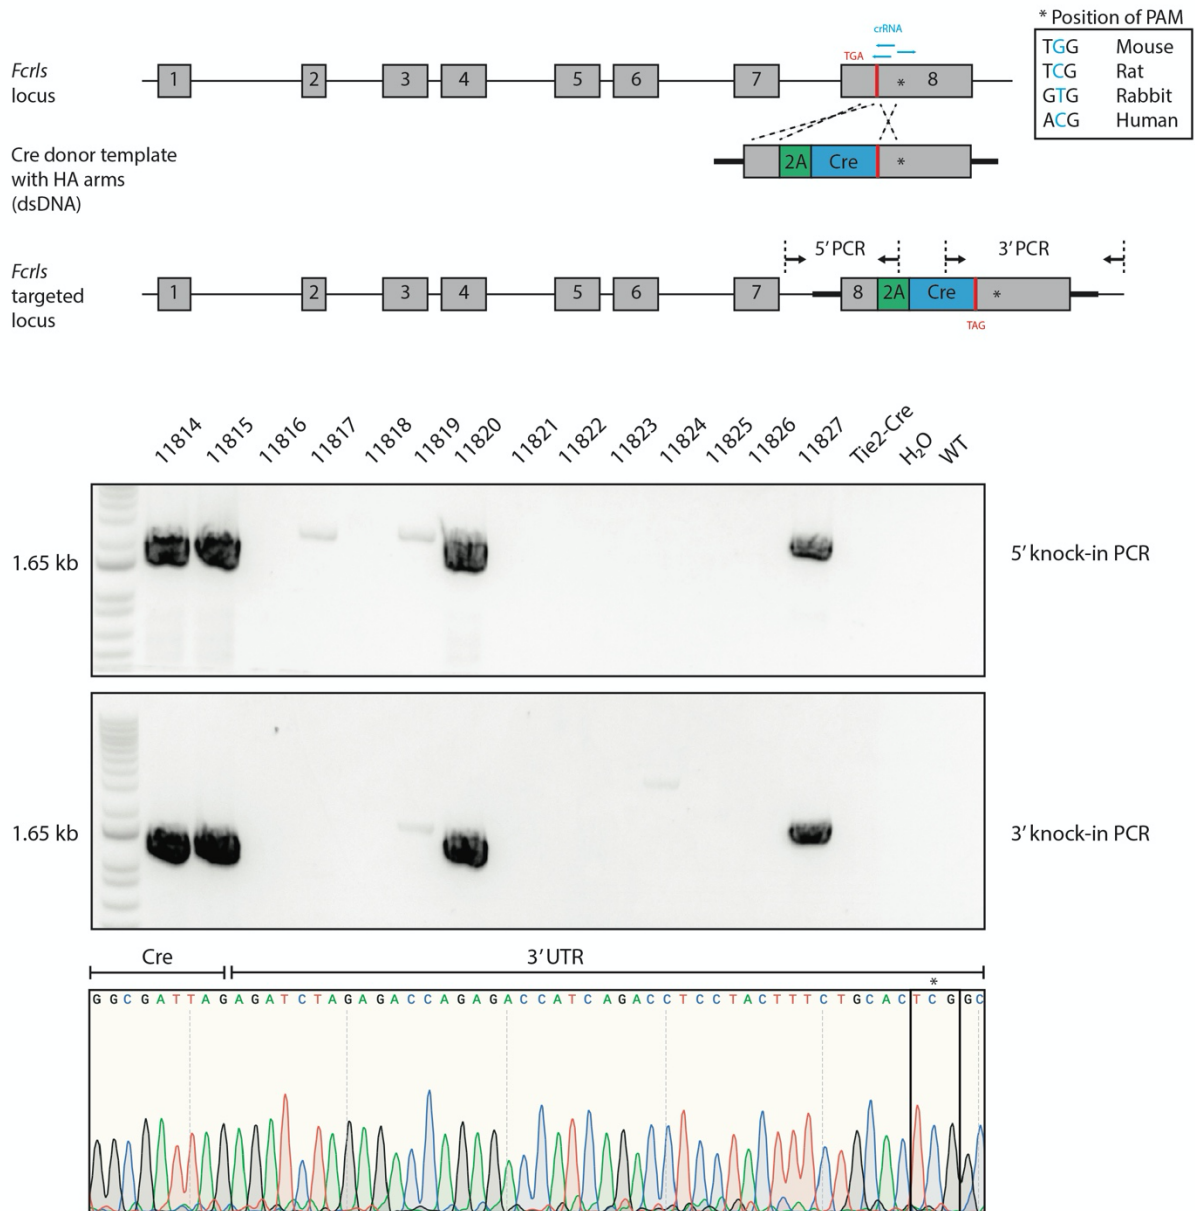 * Position of PAM
TGG Mouse
TCG Rat
GTG Rabbit
ACG Human
crRNA
TGA
Fcrls
locus
1 2 3 4 5 6 7 * 8
Cre donor template
with HA arms
(dsDNA)
2A Cre *
5′ PCR 3′ PCR
Fcrls
targeted
locus
1 2 3 4 5 6 7 8 2A Cre *
TAG
11814 11815 11816 11817 11818 11819 11820 11821 11822 11823 11824 11825 11826 11827 Tie2-Cre H2O WT
1.65 kb
5′ knock-in PCR
1.65 kb
3′ knock-in PCR
Cre 3′ UTR
*
G G C G A T T A G A G A T C T A G A G A C C A G A G A C C A T C A G A C C T C C T A C T T T C T G C A C T C G G C